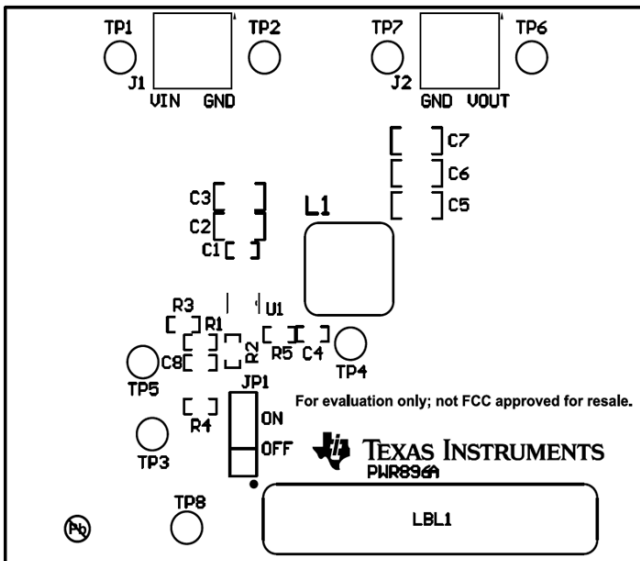 TP1 TP2 TP7 TP6
J1 J2
VIN GND GND VOUT
C7
C6
C3
C5
L1
C2
C1
U1
R3
R1
R2
R5 C4
C8
TP4
TP5
JP1
For evaluation only; not FCC approved for resale.
R4
ON
TP3
OFF
TEXAS INSTRUMENTS
PWR896A
TP8
LBL1
Pb